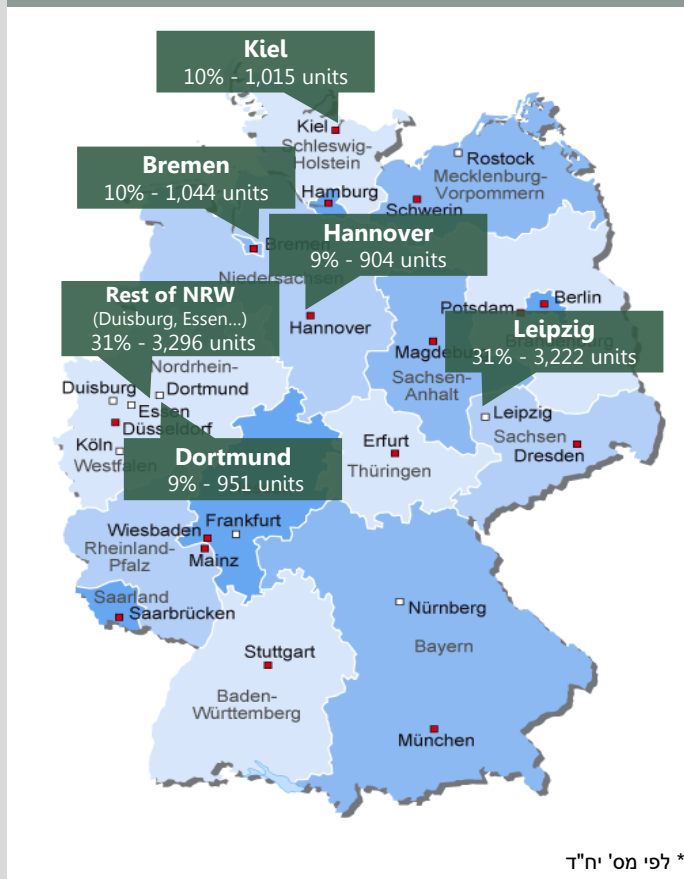 Kiel
10% - 1,015 units
Kiel
Schleswig-
Holstein
Rostock
Mecklenburg-
Vorpommern
Bremen
10% - 1,044 units
Hamburg
Schwerin
Hannover
9% - 904 units
Bremen
Niedersachsen
Rest of NRW
(Duisburg, Essen...)
31% - 3,296 units
Hannover
Potsdam
Berlin
Brandenburg
Leipzig
31% - 3,222 units
Magdebu
Sachsen-
Anhalt
Nordrhein-
Duisburg
Dortmund
Essen
Düsseldorf
Köln
Westfalen
Leipzig
Sachsen
Dresden
Erfurt
Thüringen
Dortmund
9% - 951 units
Wiesbaden
Frankfurt
Rheinland-
Pfalz
Mainz
Saarland
Saarbrücken
Nürnberg
Bayern
Stuttgart
Baden-
Württemberg
München
* לפי מס' יח"ד